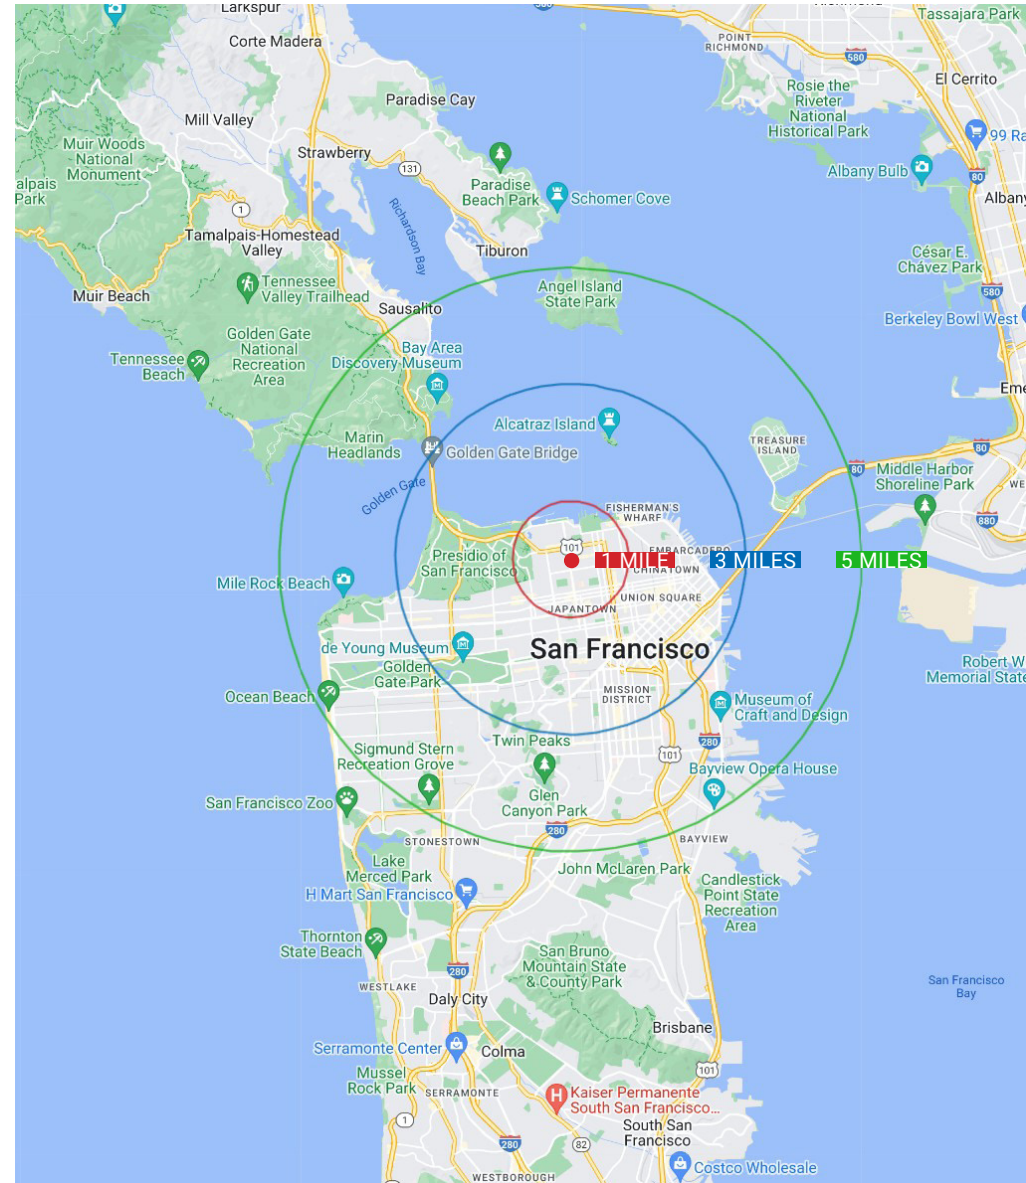 Larkspur
Corte Madera
Tassajara Park
POINT
RICHMOND
580
El Cerrito
Paradise Cay
Mill Valley
Rosie the
Riveter
National
Historical Park
99 Ra
Muir Woods
National
Monument
Strawberry
131
Paradise
Beach Park
Schomer Cove
Albany Bulb
80
Albany
alpais
Park
1
Richardson Bay
Tamalpais-Homestead
Valley
Tiburon
César E.
Chávez Park
Tennessee
Valley Trailhead
Muir Beach
Sausalito
Angel Island
State Park
580
Berkeley Bowl West
Golden Gate
National
Recreation
Area
Bay Area
Discovery Museum
Tennessee
Beach
Eme
Marin
Headlands
Alcatraz Island
Golden Gate Bridge
TREASURE
ISLAND
80
80
Middle Harbor
Shoreline Park
WE
Golden Gate
FISHERMAN'S
WHARF
880
Presidio of
San Francisco
101
EMBARCADERO
1 MILE
3 MILES
5 MILES
CHINATOWN
Mile Rock Beach
UNION SQUARE
JAPANTOWN
de Young Museum
San Francisco
Golden
Gate Park
Robert W
Memorial State
Ocean Beach
MISSION
DISTRICT
Museum of
Craft and Design
Twin Peaks
280
101
Sigmund Stern
Recreation Grove
Bayview Opera House
San Francisco Zoo
Glen
Canyon Park
280
STONESTOWN
BAYVIEW
Lake
Merced Park
John McLaren Park
H Mart San Francisco
Candlestick
Point State
Recreation
Area
Thornton
State Beach
San Bruno
Mountain State
& County Park
280
WESTLAKE
Daly City
San Francisco
Bay
Brisbane
Serramonte Center
Colma
Mussel
Rock Park
SERRAMONTE
101
H
Kaiser Permanente
South San Francisco...
1
280
82
South San
Francisco
WESTBOROUGH
Costco Wholesale